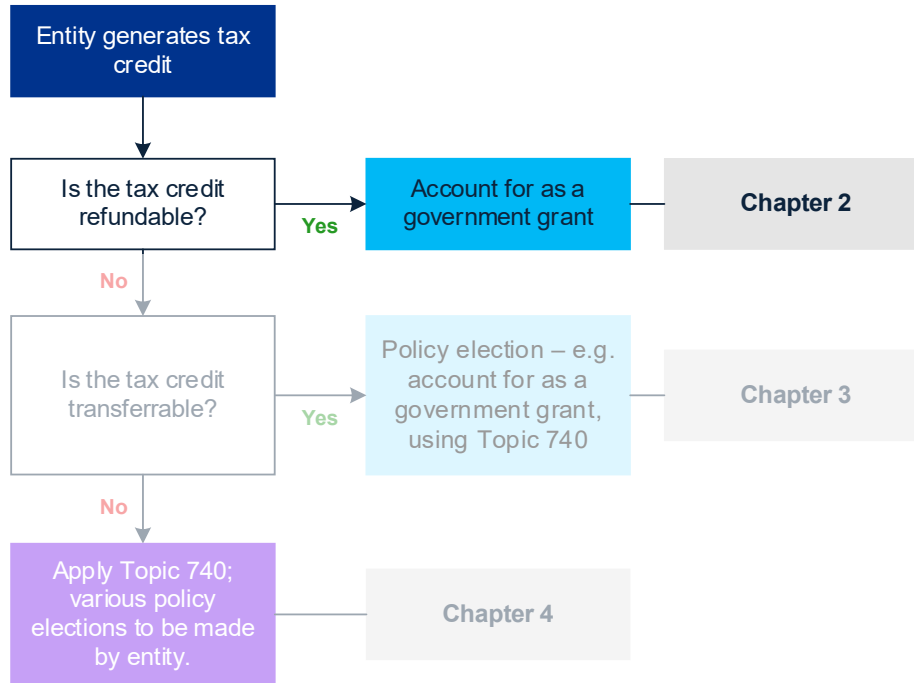 Entity generates tax
credit
Is the tax credit
refundable?
Yes
Account for as a
government grant
Chapter 2
No
Is the tax credit
transferrable?
Yes
Policy election – e.g.
account for as a
government grant,
using Topic 740
Chapter 3
No
Apply Topic 740;
various policy
elections to be made
by entity.
Chapter 4